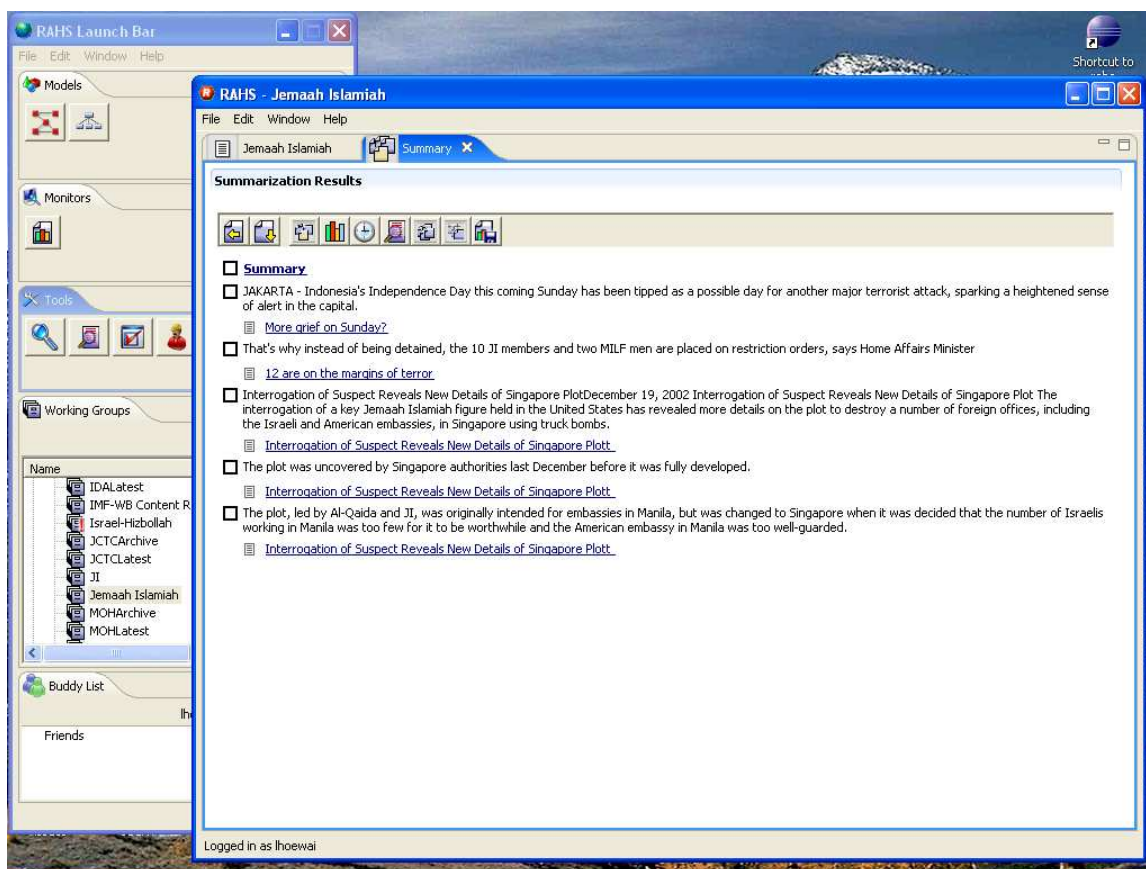 RAHS Launch Bar
File Edit Window Help
Models
Monitors
Tools
Working Groups
Name
IDALatest
IMF-WB Content R
Israel-Hizbollah
JCTCArchive
JCTCLatest
JI
Jemaah Islamiah
MOHArchive
MOHLatest
Buddy List
Friends
Shortcut to
RAHS - Jemaah Islamiah
File Edit Window Help
Jemaah Islamiah
Summary
Summarization Results
Summary
JAKARTA - Indonesia's Independence Day this coming Sunday has been tipped as a possible day for another major terrorist attack, sparking a heightened sense
of alert in the capital.
More grief on Sunday?
That's why instead of being detained, the 10 JI members and two MILF men are placed on restriction orders, says Home Affairs Minister
12 are on the margins of terror
Interrogation of Suspect Reveals New Details of Singapore PlotDecember 19, 2002 Interrogation of Suspect Reveals New Details of Singapore Plot The
interrogation of a key Jemaah Islamiah figure held in the United States has revealed more details on the plot to destroy a number of foreign offices, including
the Israeli and American embassies, in Singapore using truck bombs.
Interrogation of Suspect Reveals New Details of Singapore Plott
The plot was uncovered by Singapore authorities last December before it was fully developed.
Interrogation of Suspect Reveals New Details of Singapore Plott
The plot, led by Al-Qaida and JI, was originally intended for embassies in Manila, but was changed to Singapore when it was decided that the number of Israelis
working in Manila was too few for it to be worthwhile and the American embassy in Manila was too well-guarded.
Interrogation of Suspect Reveals New Details of Singapore Plott
Logged in as lhoewai